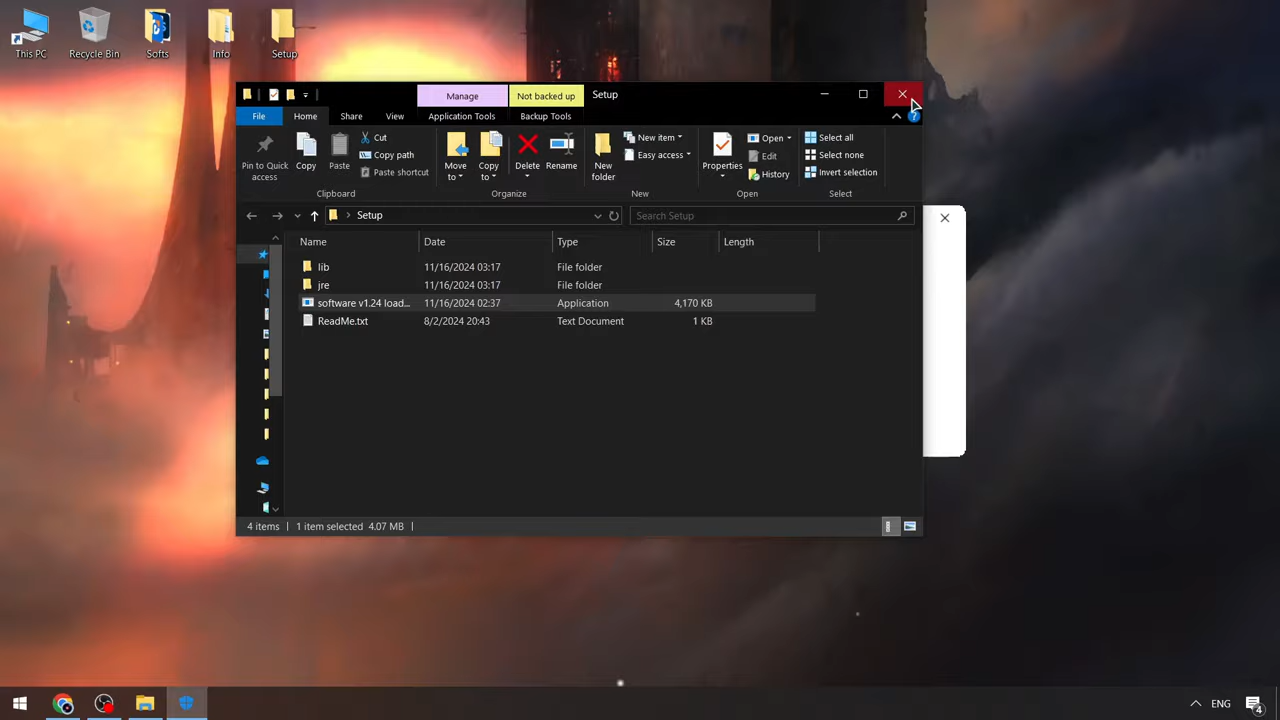 This PC
Recycle Bin
Softs
Info
Setup
Manage
Not backed up
Setup
File
Home
Share
View
Application Tools
Backup Tools
Pin to Quick access
Copy
Paste
Cut
Copy path
Paste shortcut
Clipboard
Move to
Copy to
Delete
Rename
Organize
New folder
New item
Easy access
New
Properties
Open
Edit
History
Open
Select all
Select none
Invert selection
Select
Setup
Search Setup
Name Date Type Size Length
lib 11/16/2024 03:17 File folder
jre 11/16/2024 03:17 File folder
software v1.24 load... 11/16/2024 02:37 Application 4,170 KB
ReadMe.txt 8/2/2024 20:43 Text Document 1 KB
4 items 1 item selected 4.07 MB
ENG
4